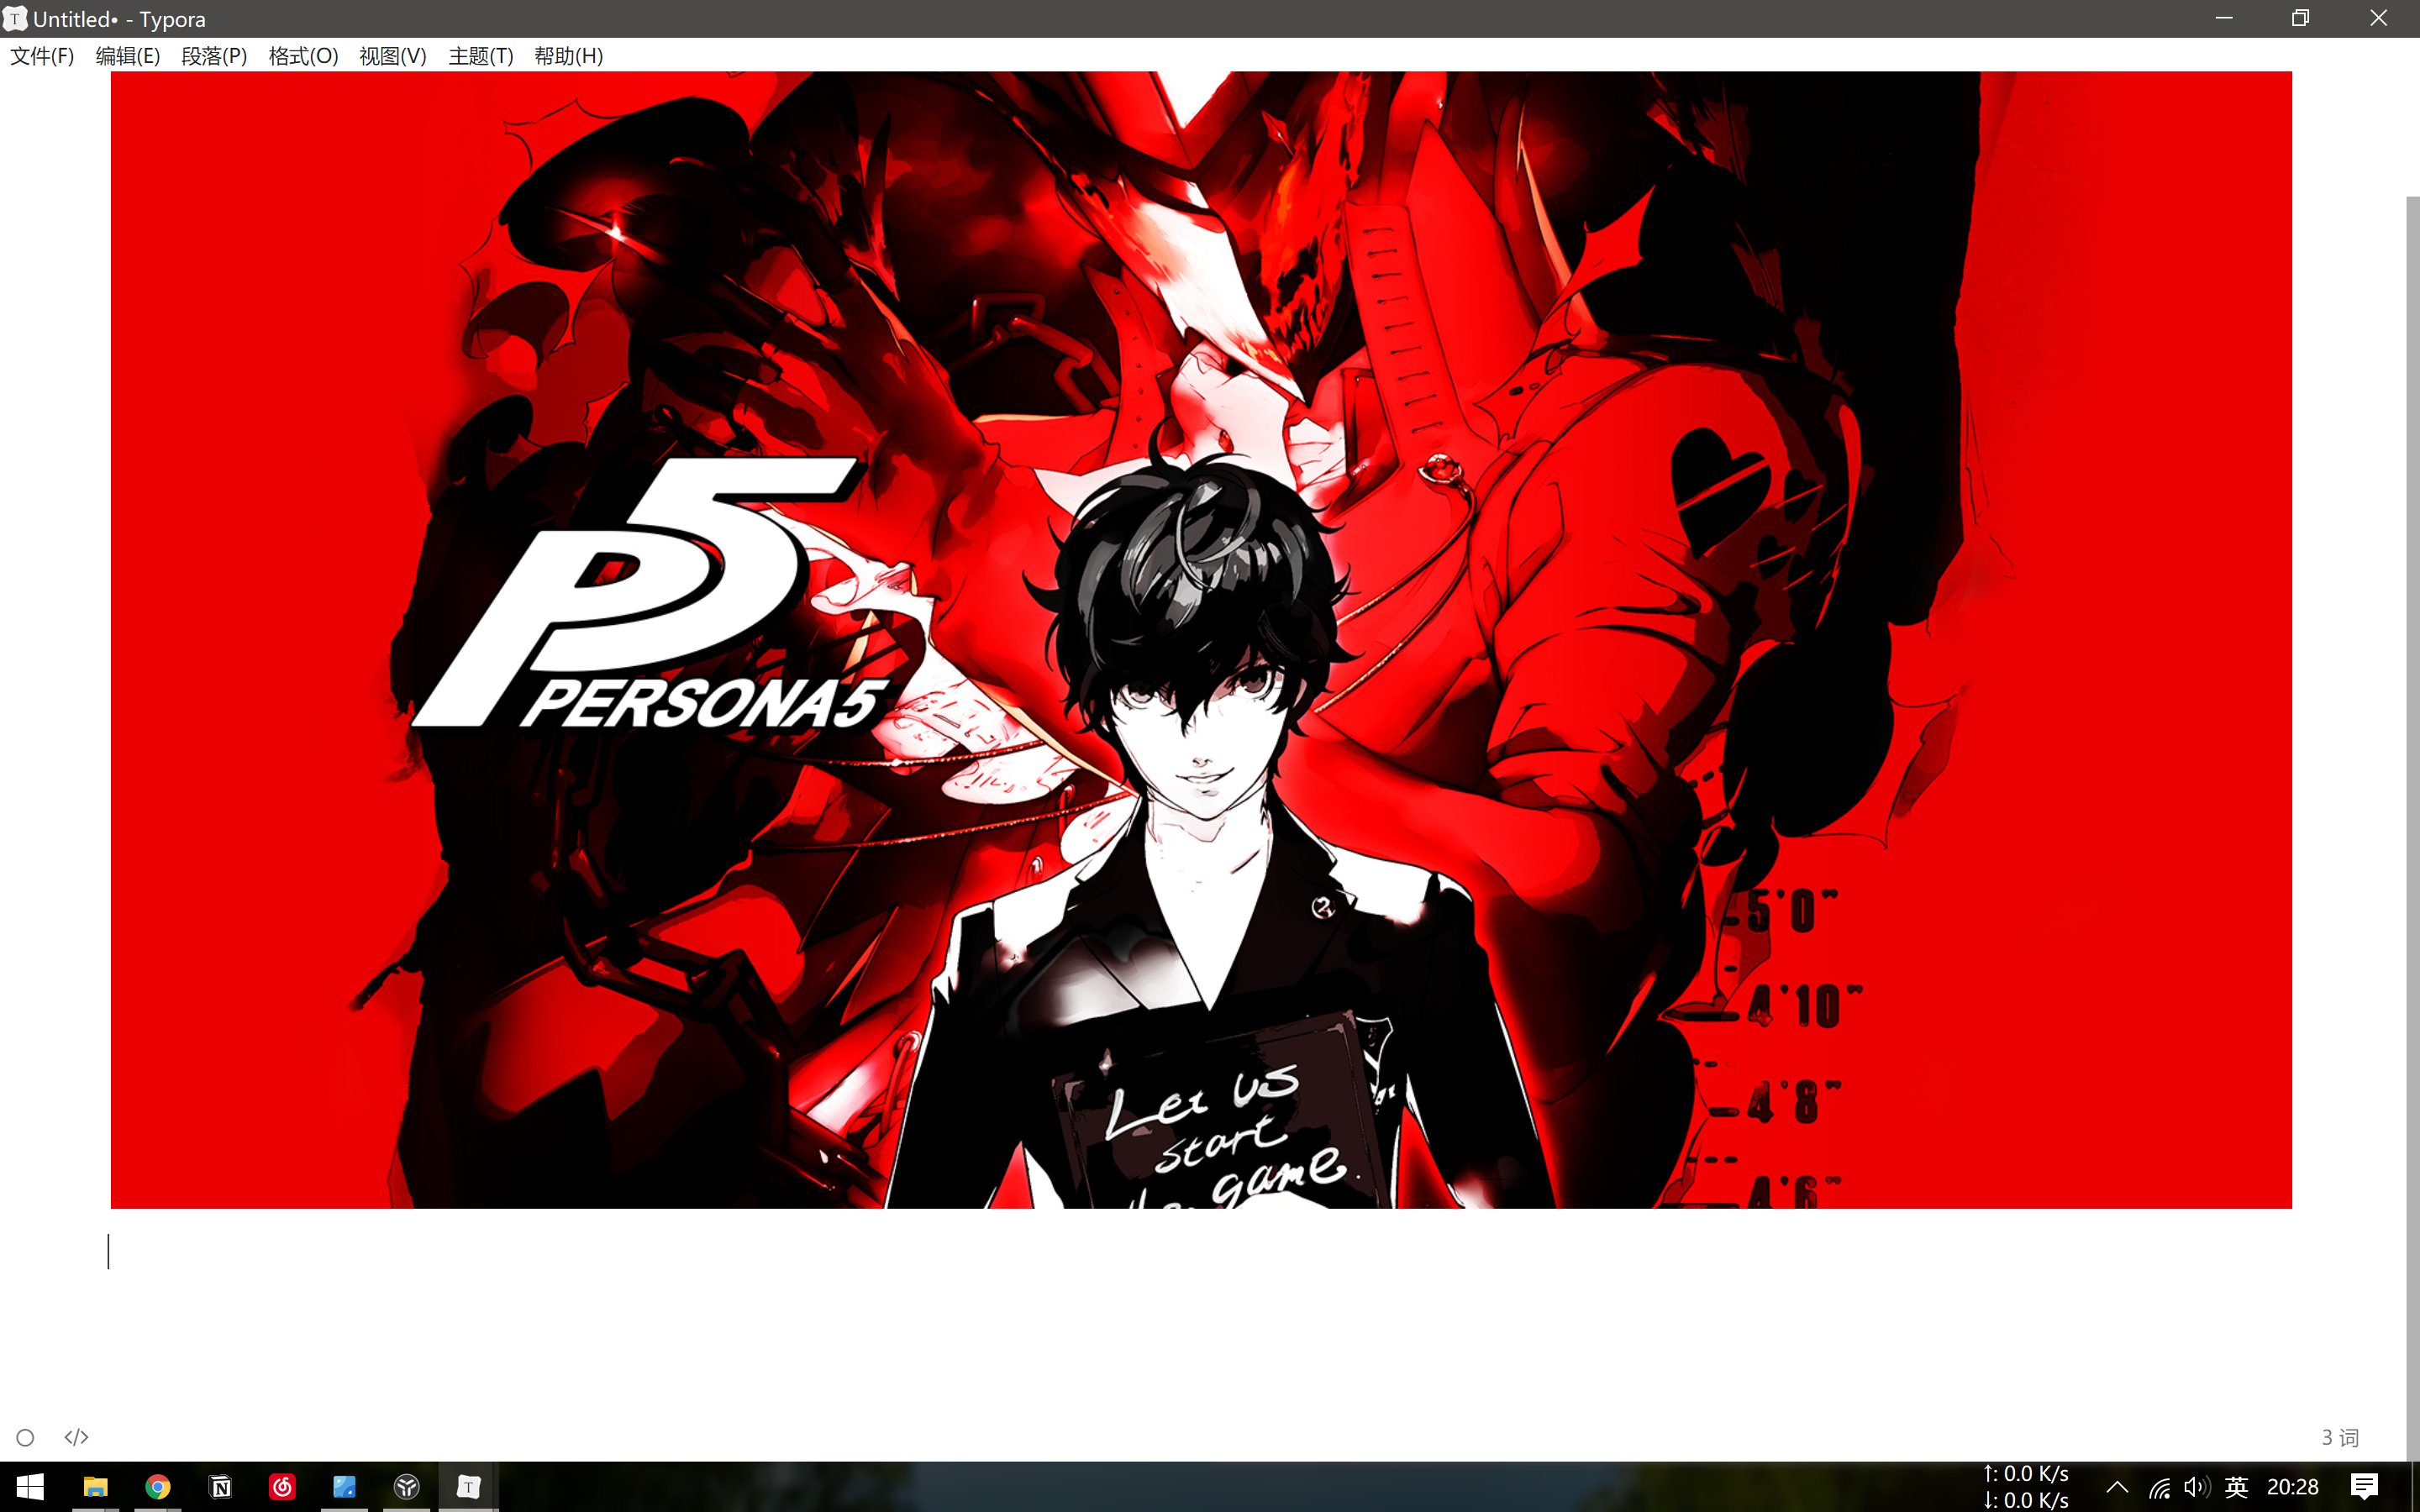 Untitled• - Typora
文件(F) 编辑(E) 段落(P) 格式(O) 视图(V) 主题(T) 帮助(H)
P5
PERSONA5
5'0"
4'10"
4'8"
4'6"
Let us
start
the game.
3 词
↑: 0.0 K/s
↓: 0.0 K/s
英
20:28